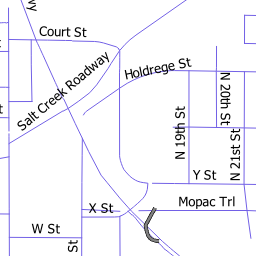 Court St
Salt Creek Roadway
Holdrege St
N 20th St
N 19th St
N 21st St
Y St
Mopac Trl
X St
W St
St